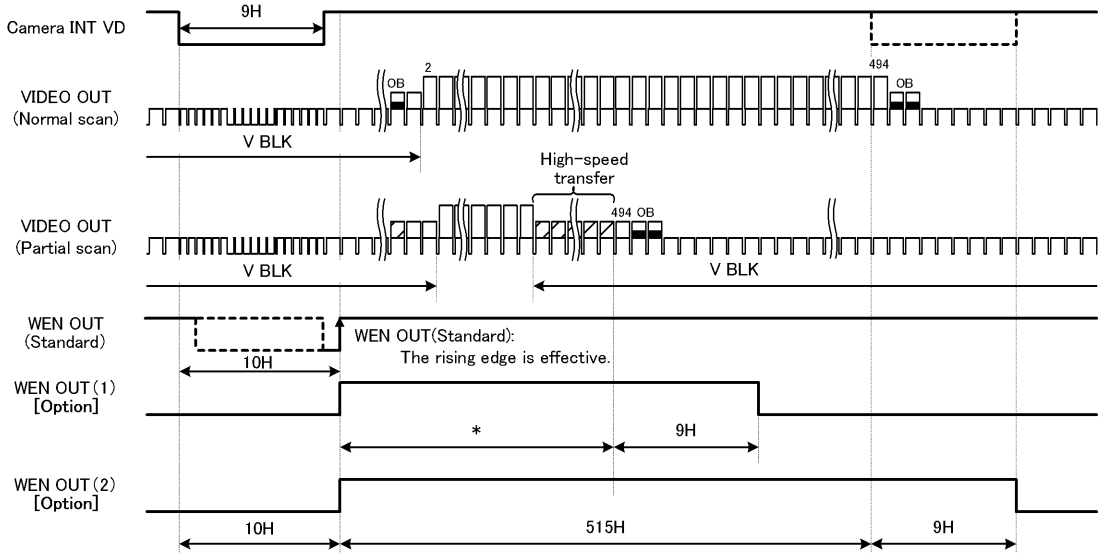 9H
Camera INT VD
2
494
OB
OB
VIDEO OUT
(Normal scan)
V BLK
High-speed
transfer
494 OB
VIDEO OUT
(Partial scan)
V BLK
V BLK
WEN OUT
(Standard)
WEN OUT(Standard):
The rising edge is effective.
10H
WEN OUT(1)
[Option]
*
9H
WEN OUT(2)
[Option]
10H
515H
9H